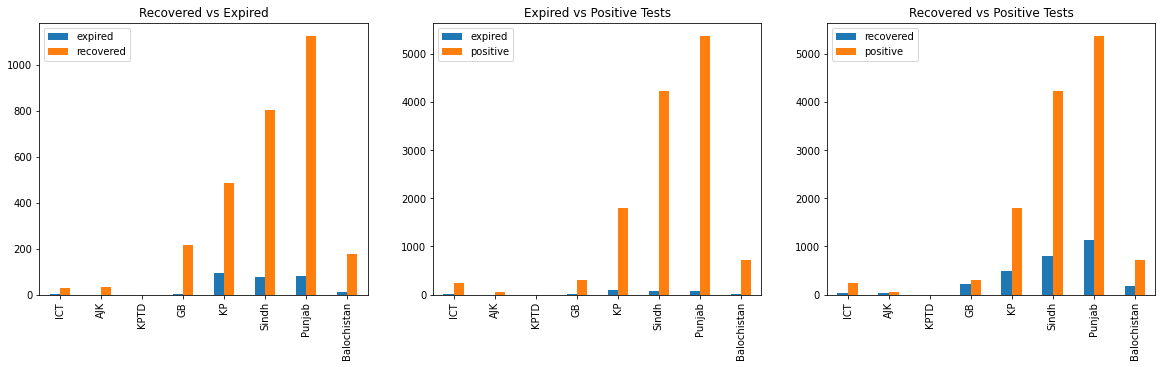 Recovered vs Expired
expired
recovered
1000
800
600
400
200
0
ICT
AJK
KPTD
GB
KP
Sindh
Punjab
Balochistan
Expired vs Positive Tests
expired
positive
5000
4000
3000
2000
1000
0
ICT
AJK
KPTD
GB
KP
Sindh
Punjab
Balochistan
Recovered vs Positive Tests
recovered
positive
5000
4000
3000
2000
1000
0
ICT
AJK
KPTD
GB
KP
Sindh
Punjab
Balochistan